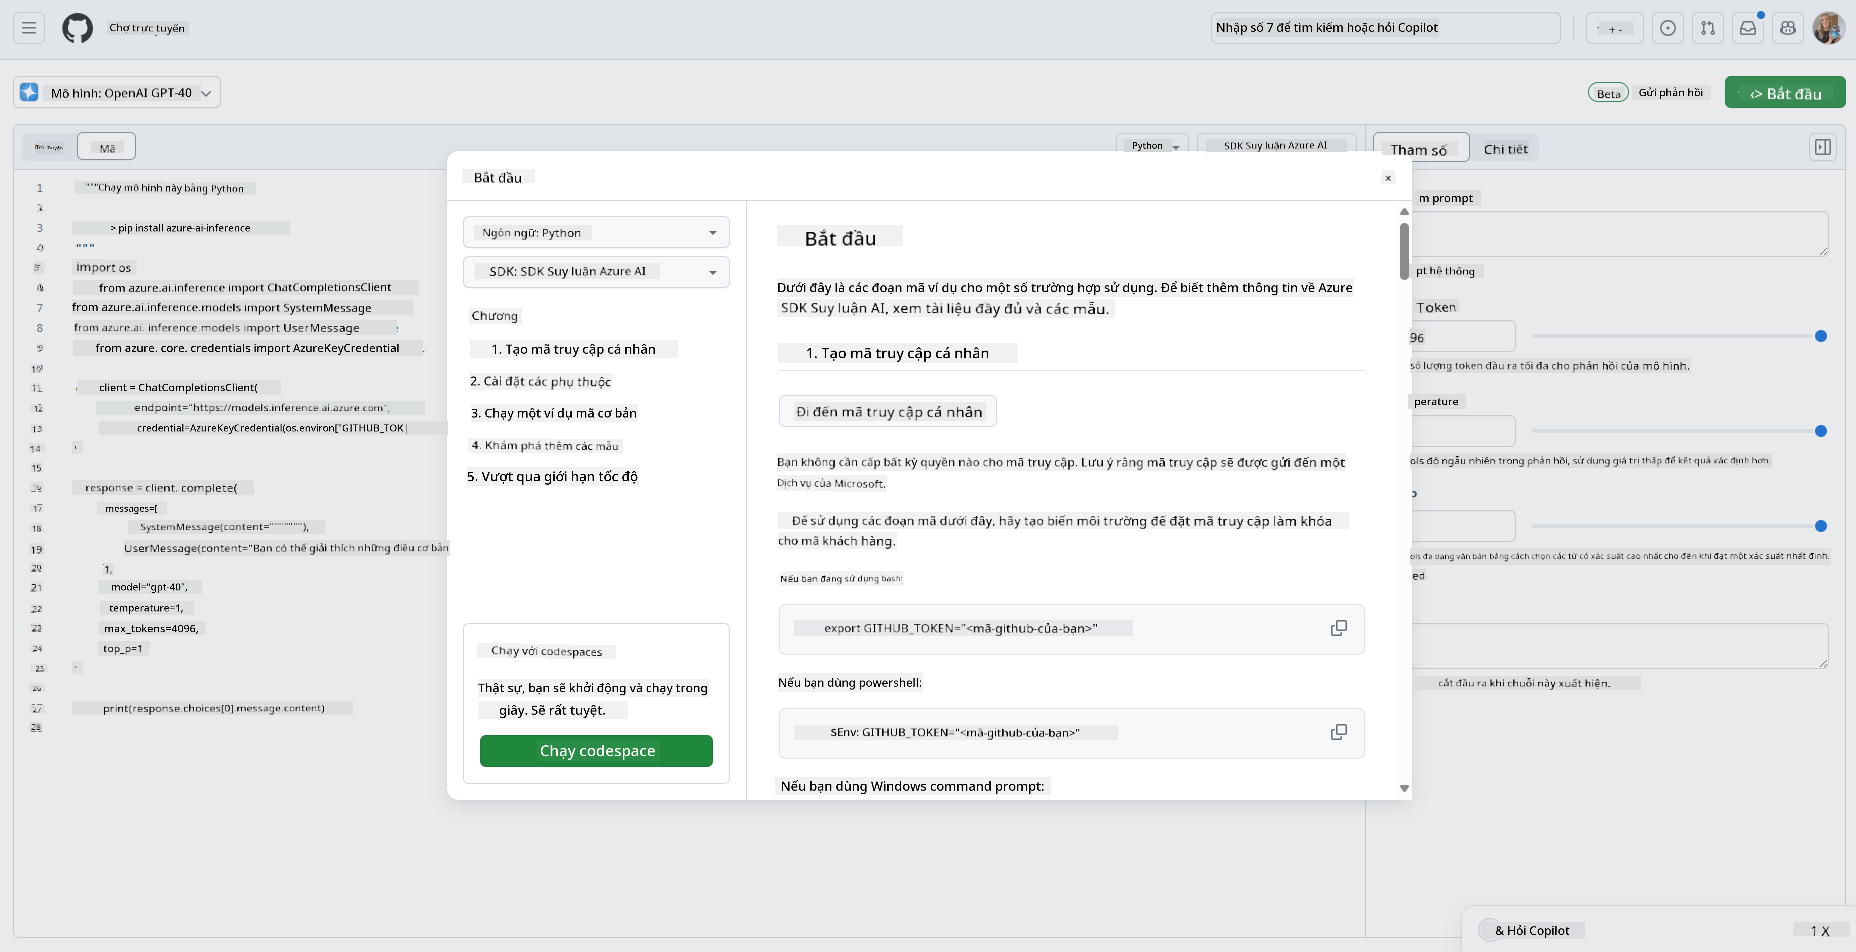 Chợ trực tuyến
Nhập số 7 để tìm kiếm hoặc hỏi Copilot
+ -
Mô hình: OpenAI GPT-40
Beta
Gửi phản hồi
<> Bắt đầu
Mã
Python
SDK Suy luận Azure AI
Tham số
Chi tiết
1 """Chạy mô hình này bằng Python
2
3 > pip install azure-ai-inference
4 """
5 import os
6 from azure.ai.inference import ChatCompletionsClient
7 from azure.ai.inference.models import SystemMessage
8 from azure.ai. inference.models import UserMessage
9 from azure. core. credentials import AzureKeyCredential
10
11 client = ChatCompletionsClient(
12 endpoint="https://models.inference.ai.azure.com",
13 credential=AzureKeyCredential(os.environ["GITHUB_TOK
14
15
16 response = client. complete(
17 messages=[
18 SystemMessage(content=""""""""),
19 UserMessage(content="Bạn có thể giải thích những điều cơ bản
20 1,
21 model="gpt-40",
22 temperature=1,
23 max_tokens=4096,
24 top_p=1
25
26
27 print(response.choices[0].message.content)
28
Bắt đầu
×
Ngôn ngữ: Python
SDK: SDK Suy luận Azure AI
Chương
1. Tạo mã truy cập cá nhân
2. Cài đặt các phụ thuộc
3. Chạy một ví dụ mã cơ bản
4. Khám phá thêm các mẫu
5. Vượt qua giới hạn tốc độ
Chạy với codespaces
Thật sự, bạn sẽ khởi động và chạy trong
giây. Sẽ rất tuyệt.
Chạy codespace
Bắt đầu
Dưới đây là các đoạn mã ví dụ cho một số trường hợp sử dụng. Để biết thêm thông tin về Azure
SDK Suy luận AI, xem tài liệu đầy đủ và các mẫu.
1. Tạo mã truy cập cá nhân
Đi đến mã truy cập cá nhân
Bạn không cần cấp bất kỳ quyền nào cho mã truy cập. Lưu ý rằng mã truy cập sẽ được gửi đến một
Dịch vụ của Microsoft.
Để sử dụng các đoạn mã dưới đây, hãy tạo biến môi trường để đặt mã truy cập làm khóa
cho mã khách hàng.
Nếu bạn đang sử dụng bash:
export GITHUB_TOKEN="<mã-github-của-bạn>"
Nếu bạn dùng powershell:
$Env: GITHUB_TOKEN="<mã-github-của-bạn>"
Nếu bạn dùng Windows command prompt:
m prompt
pt hệ thống
Token
96
số lượng token đầu ra tối đa cho phản hồi của mô hình.
perature
ols độ ngẫu nhiên trong phản hồi, sử dụng giá trị thấp để kết quả xác định hơn.
ols đa dạng văn bản bằng cách chọn các từ có xác suất cao nhất cho đến khi đạt một xác suất nhất định.
ed
cắt đầu ra khi chuỗi này xuất hiện.
& Hỏi Copilot
1 X